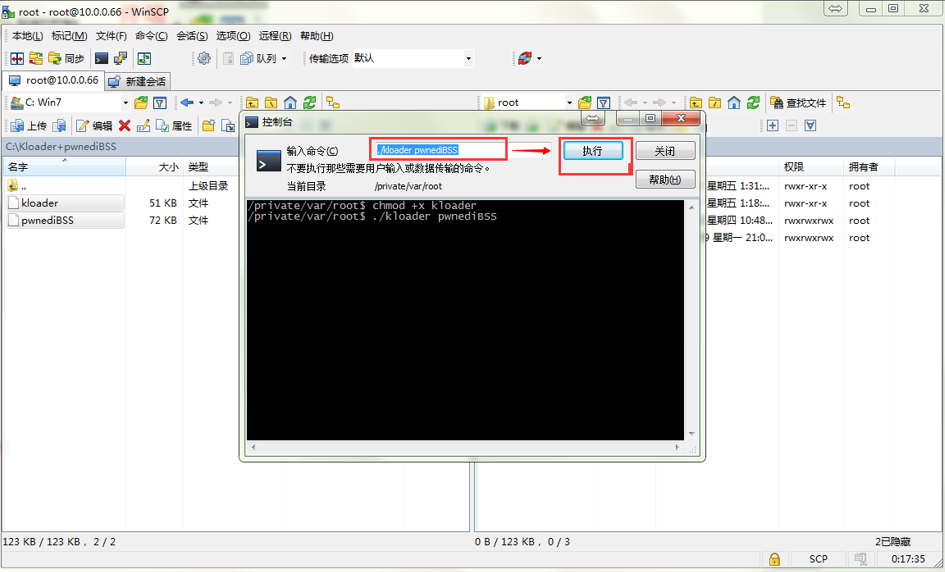 root - root@10.0.0.66 - WinSCP
本地(L) 标记(M) 文件(F) 命令(C) 会话(S) 选项(O) 远程(R) 帮助(H)
同步 队列 传输选项 默认
root@10.0.0.66 新建会话
C: Win7 root 查找文件
上传 编辑 属性
控制台
输入命令(C) ./kloader pwnediBSS 执行 关闭
不要执行那些需要用户输入或数据传输的命令。
当前目录 /private/var/root 帮助(H)
/private/var/root$ chmod +x kloader
/private/var/root$ ./kloader pwnediBSS
C:\Kloader+pwnediBSS
名字 大小 类型
.. 上级目录
kloader 51 KB 文件
pwnediBSS 72 KB 文件
权限 拥有者
星期五 1:31:... rwxr-xr-x root
星期五 1:18:... rwxr-xr-x root
星期四 10:48... rwxrwxrwx root
9 星期一 21:0... rwxrwxrwx root
123 KB / 123 KB， 2 / 2
0 B / 123 KB， 0 / 3
2已隐藏
SCP 0:17:35